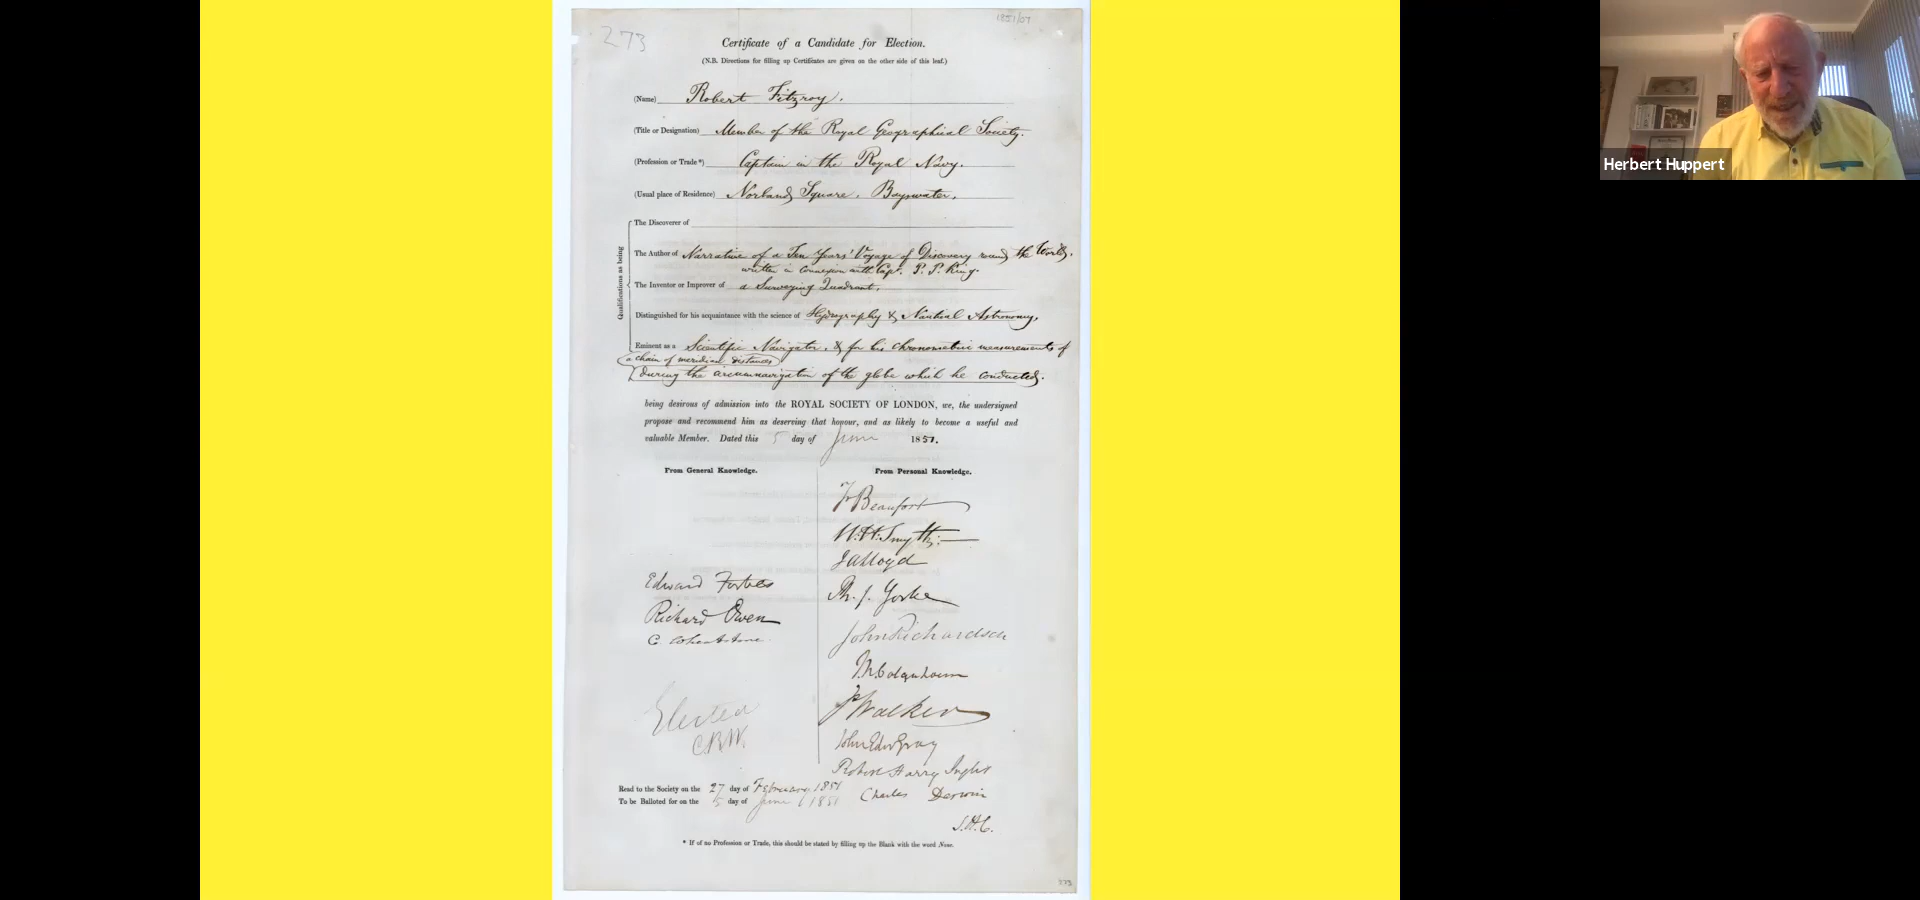 273
1851/07
Certificate of a Candidate for Election.
(N.B. Directions for filling up Certificates are given on the other side of this leaf.)
(Name) Robert Fitzroy.
(Title or Designation) Member of the Royal Geographical Society.
(Profession or Trade*) Captain in the Royal Navy.
(Usual place of Residence) Norland Square. Bayswater.
Qualifications as being
The Discoverer of
The Author of Narrative of a Ten Years' Voyage of Discovery round the World,
written in connexion with Capt. P. P. King.
The Inventor or Improver of a Surveying Quadrant.
Distinguished for his acquaintance with the science of Hydrography & Nautical Astronomy.
Eminent as a Scientific Navigator, & for his chronometric measurements of
a chain of meridian distances
during the circumnavigation of the globe which he conducted.
being desirous of admission into the ROYAL SOCIETY OF LONDON, we, the undersigned
propose and recommend him as deserving that honour, and as likely to become a useful and
valuable Member. Dated this 5 day of June 1851.
From General Knowledge.
From Personal Knowledge.
Fr Beaufort
W. H. Smyth
J A Lloyd
Ph. J. Yorke
Edward Forbes
Richard Owen
C. Wheatstone
John Richardson
J. Walker
John Edw Gray
Robert Harry Inglis
Charles Darwin
Elected
Read to the Society on the 27 day of February 1851
To be Balloted for on the 5 day of June 1851
* If of no Profession or Trade, this should be stated by filling up the Blank with the word None.
273
Herbert Huppert